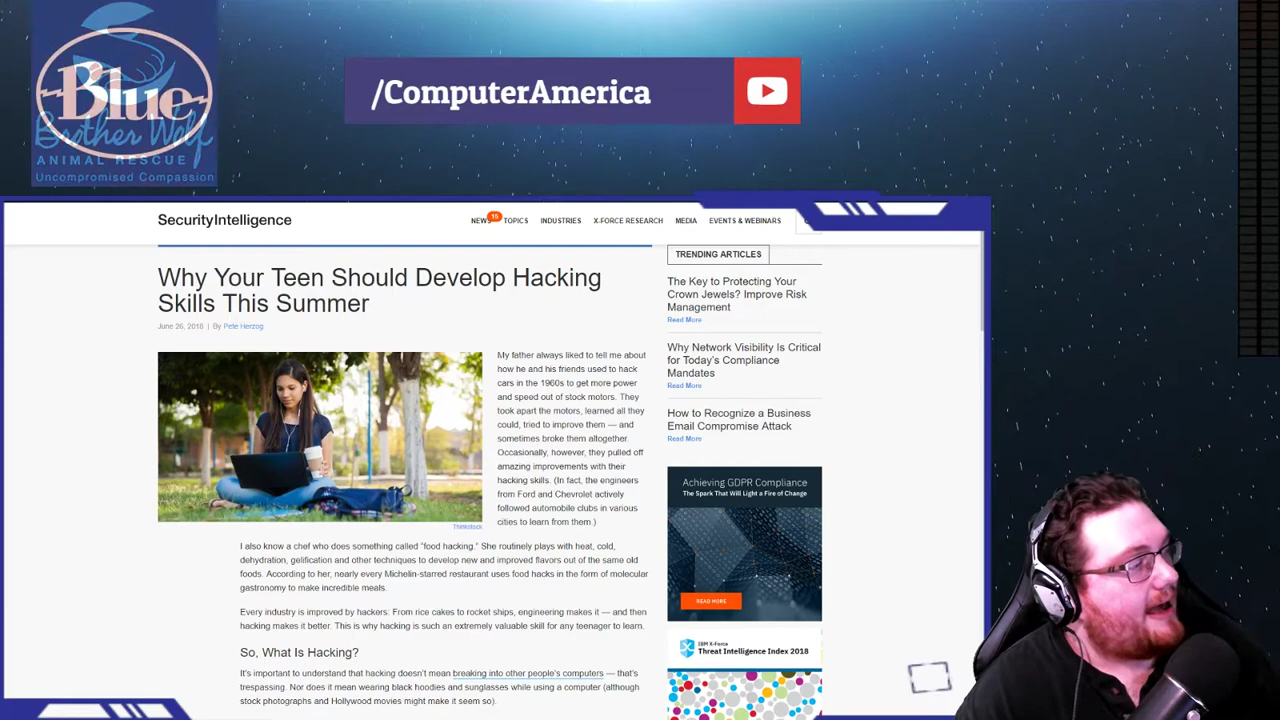 Blue
Brother Wolf
ANIMAL RESCUE
Uncompromised Compassion
/ComputerAmerica
SecurityIntelligence
NEWS 15 TOPICS INDUSTRIES X-FORCE RESEARCH MEDIA EVENTS & WEBINARS
Why Your Teen Should Develop Hacking
Skills This Summer
June 26, 2018 | By Pete Herzog
Thinkstock
My father always liked to tell me about
how he and his friends used to hack
cars in the 1960s to get more power
and speed out of stock motors. They
took apart the motors, learned all they
could, tried to improve them — and
sometimes broke them altogether.
Occasionally, however, they pulled off
amazing improvements with their
hacking skills. (In fact, the engineers
from Ford and Chevrolet actively
followed automobile clubs in various
cities to learn from them.)
I also know a chef who does something called “food hacking.” She routinely plays with heat, cold,
dehydration, gelification and other techniques to develop new and improved flavors out of the same old
foods. According to her, nearly every Michelin-starred restaurant uses food hacks in the form of molecular
gastronomy to make incredible meals.
Every industry is improved by hackers: From rice cakes to rocket ships, engineering makes it — and then
hacking makes it better. This is why hacking is such an extremely valuable skill for any teenager to learn.
So, What Is Hacking?
It’s important to understand that hacking doesn’t mean breaking into other people’s computers — that’s
trespassing. Nor does it mean wearing black hoodies and sunglasses while using a computer (although
stock photographs and Hollywood movies might make it seem so).
TRENDING ARTICLES
The Key to Protecting Your
Crown Jewels? Improve Risk
Management
Read More
Why Network Visibility Is Critical
for Today’s Compliance
Mandates
Read More
How to Recognize a Business
Email Compromise Attack
Read More
Achieving GDPR Compliance
The Spark That Will Light a Fire of Change
READ MORE
IBM X-Force
Threat Intelligence Index 2018